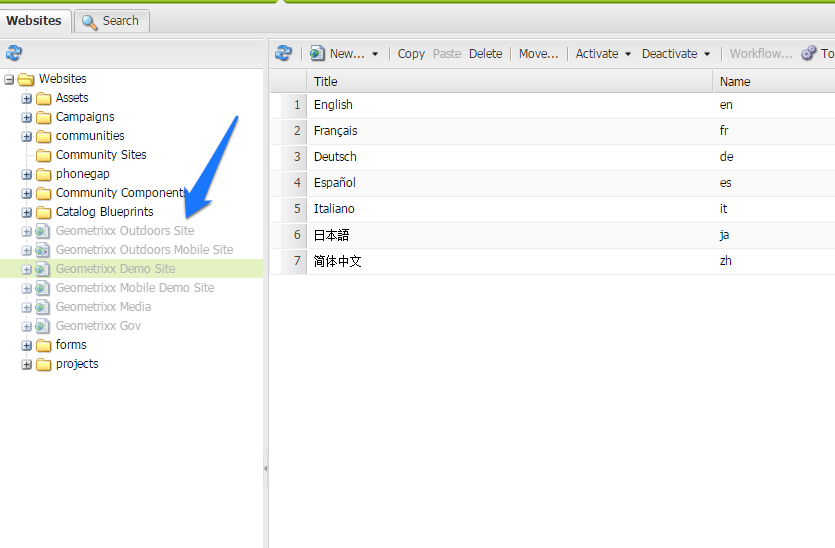 Websites Search
New... Copy Paste Delete Move... Activate Deactivate Workflow... To
Websites
Assets
Campaigns
communities
Community Sites
phonegap
Community Components
Catalog Blueprints
Geometrixx Outdoors Site
Geometrixx Outdoors Mobile Site
Geometrixx Demo Site
Geometrixx Mobile Demo Site
Geometrixx Media
Geometrixx Gov
forms
projects
Title Name
1 English en
2 Français fr
3 Deutsch de
4 Español es
5 Italiano it
6 日本語 ja
7 简体中文 zh